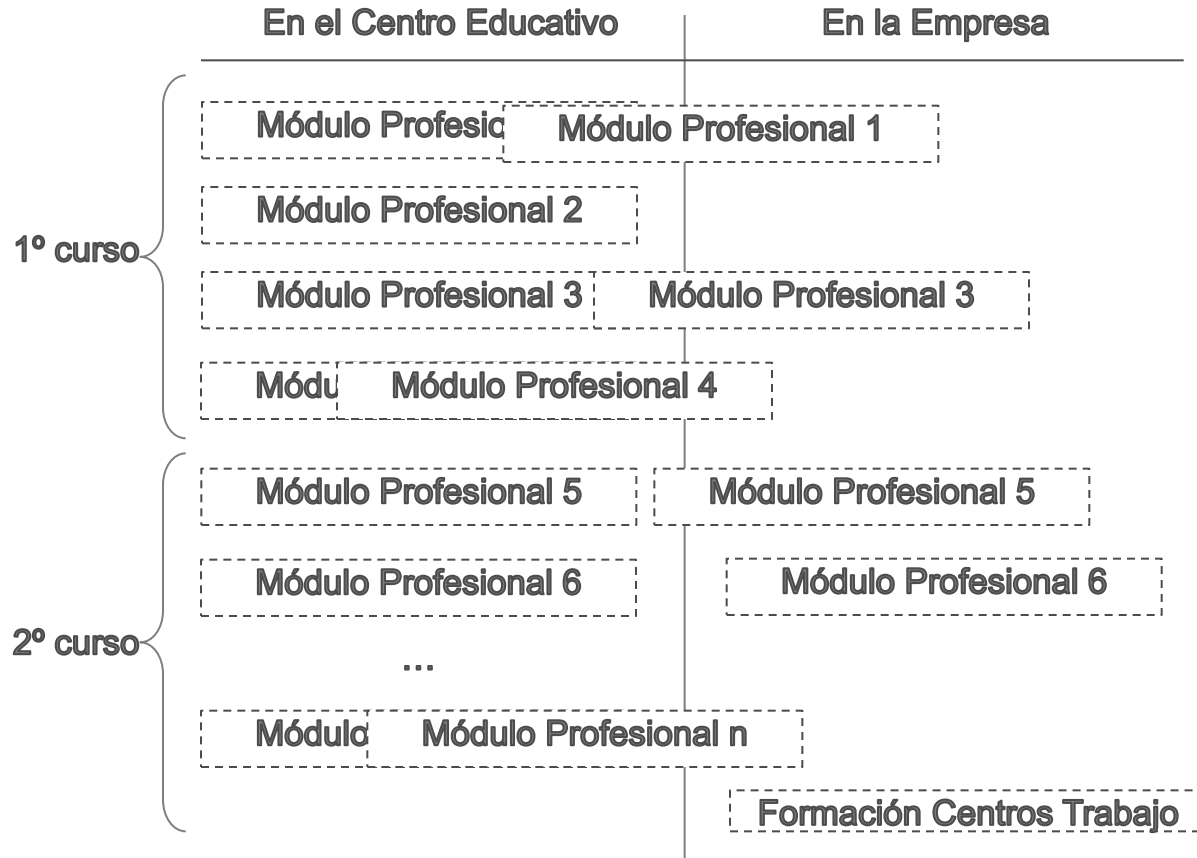 En el Centro Educativo
En la Empresa
1º curso
Módulo Profesio
Módulo Profesional 1
Módulo Profesional 2
Módulo Profesional 3
Módulo Profesional 3
Módu
Módulo Profesional 4
2º curso
Módulo Profesional 5
Módulo Profesional 5
Módulo Profesional 6
Módulo Profesional 6
...
Módulo
Módulo Profesional n
Formación Centros Trabajo